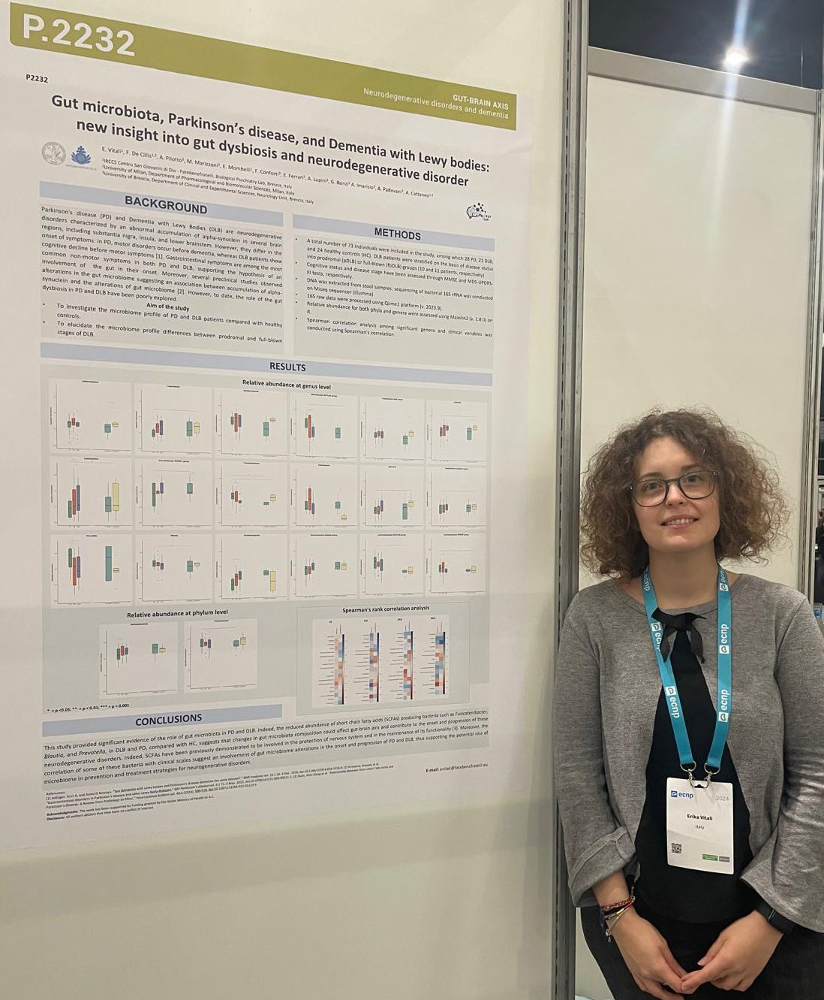 P.2232
GUT-BRAIN AXIS
Neurodegenerative disorders and dementia
P2232
Gut microbiota, Parkinson's disease, and Dementia with Lewy bodies:
new insight into gut dysbiosis and neurodegenerative disorder
E. Vitali¹, F. De Cillis¹,², A. Pilotto³, M. Marizzoni¹, E. Mombelli¹, F. Conforti³, E. Ferrari³, A. Lupini³, G. Bonzi³ A. Imarisio³, A. Padovani³, A. Cattaneo¹,²
¹IRCCS Centro San Giovanni di Dio - Fatebenefratelli, Biological Psychiatry Lab, Brescia, Italy
²University of Milan, Department of Pharmacological and Biomolecular Sciences, Milan, Italy
³University of Brescia, Department of Clinical and Experimental Sciences, Neurology Unit, Brescia, Italy
BACKGROUND
Parkinson's disease (PD) and Dementia with Lewy Bodies (DLB) are neurodegenerative
disorders characterized by an abnormal accumulation of alpha-synuclein in several brain
regions, including substantia nigra, insula, and lower brainstem. However, they differ in the
onset of symptoms: in PD, motor disorders occur before dementia, whereas DLB patients show
cognitive decline before motor symptoms [1]. Gastrointestinal symptoms are among the most
common non-motor symptoms in both PD and DLB, supporting the hypothesis of an
involvement of the gut in their onset. Moreover, several preclinical studies observed
alterations in the gut microbiome suggesting an association between accumulation of alpha-
synuclein and the alterations of gut microbiome [2]. However, to date, the role of the gut
dysbiosis in PD and DLB have been poorly explored.
Aim of the study
• To investigate the microbiome profile of PD and DLB patients compared with healthy
controls.
• To elucidate the microbiome profile differences between prodromal and full-blown
stages of DLB.
METHODS
• A total number of 73 individuals were included in the study, among which 28 PD, 21 DLB,
and 24 healthy controls (HC). DLB patients were stratified on the basis of disease status
into prodromal (pDLB) or full-blown (fbDLB) groups (10 and 11 patients, respectively).
• Cognitive status and disease stage have been assessed through MMSE and MDS-UPDRS-
III tests, respectively.
• DNA was extracted from stool samples; sequencing of bacterial 16S rRNA was conducted
on Miseq sequencer (Illumina).
• 16S raw data were processed using Qiime2 platform (v. 2023.9).
• Relative abundance for both phyla and genera were assessed using Maaslin2 (v. 1.8.0) on
R.
• Spearman correlation analysis among significant genera and clinical variables was
conducted using Spearman's correlation.
RESULTS
Relative abundance at genus level
Relative abundance at phylum level
Spearman's rank correlation analysis
* = p <0.05; ** = p < 0.01; *** = p < 0.001
CONCLUSIONS
This study provided significant evidence of the role of gut microbiota in PD and DLB. Indeed, the reduced abundance of short chain fatty acids (SCFAs) producing bacteria such as Fusicatenibacter,
Blautia, and Prevotella, in DLB and PD, compared with HC, suggests that changes in gut microbiota composition could affect gut-brain axis and contribute to the onset and progression of these
neurodegenerative disorders. Indeed, SCFAs have been previously demonstrated to be involved in the protection of nervous system and in the maintenance of its functionality [3]. Moreover, the
correlation of some of these bacteria with clinical scales suggest an involvement of gut microbiome alterations in the onset and progression of PD and DLB, thus supporting the potential role of
microbiome in prevention and treatment strategies for neurogenerative disorders.
E-mail: evitali@fatebenefratelli.eu
References:
Acknowledgments: The work has been supported by funding granted by the Italian Ministry of Health to A.C.
Disclosure: All authors declare that they have no conflict of interest
ecnp
ecnp
ecnp
ecnp
ecnp
ecnp
ecnp
ecnp 2024
Erika Vitali
Italy